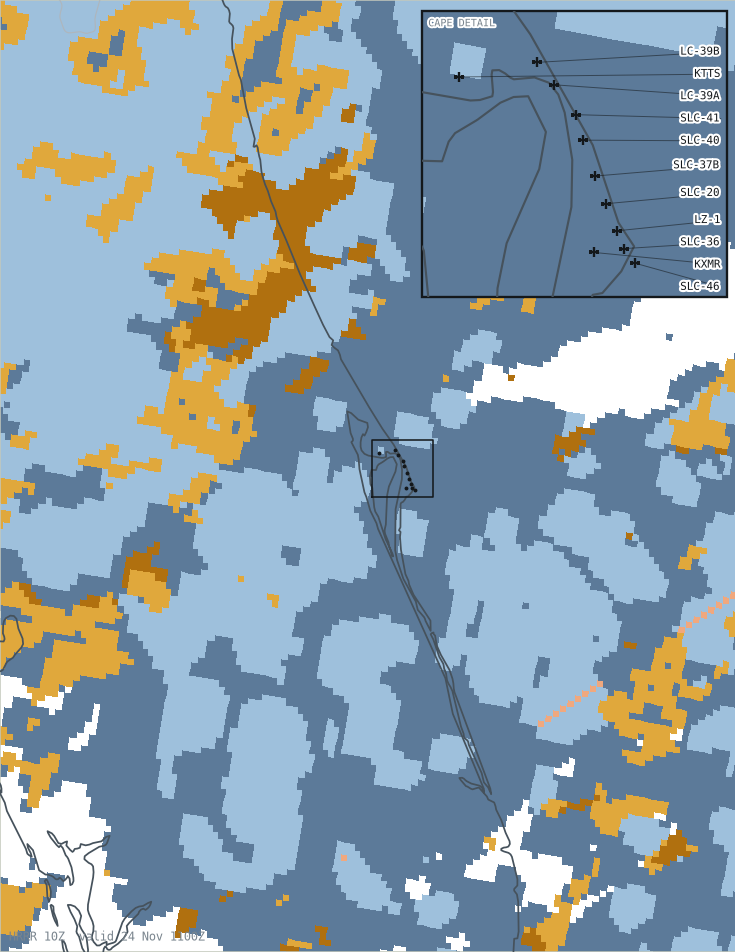 CAPE DETAIL
LC-39B
KTTS
LC-39A
SLC-41
SLC-40
SLC-37B
SLC-20
LZ-1
SLC-36
KXMR
SLC-46
10Z valid 24 Nov 1100Z